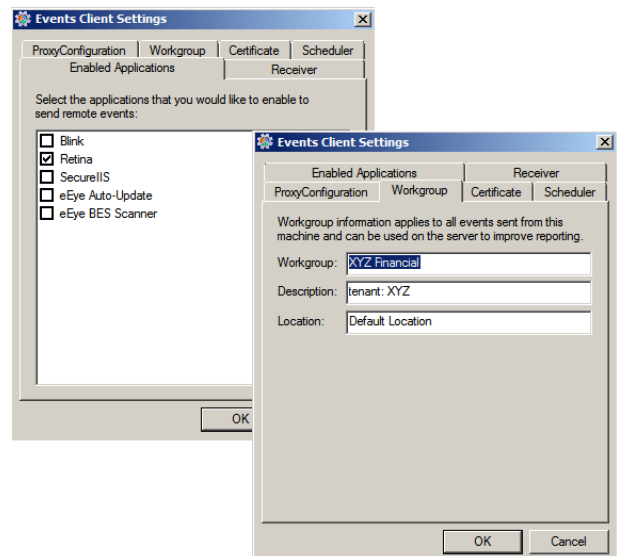 Events Client Settings
ProxyConfiguration Workgroup Certificate Scheduler
Enabled Applications Receiver
Select the applications that you would like to enable to
send remote events:
Blink
Retina
SecureIIS
eEye Auto-Update
eEye BES Scanner
OK
Events Client Settings
Enabled Applications Receiver
ProxyConfiguration Workgroup Certificate Scheduler
Workgroup information applies to all events sent from this
machine and can be used on the server to improve reporting.
Workgroup: XYZ Financial
Description: tenant: XYZ
Location: Default Location
OK Cancel